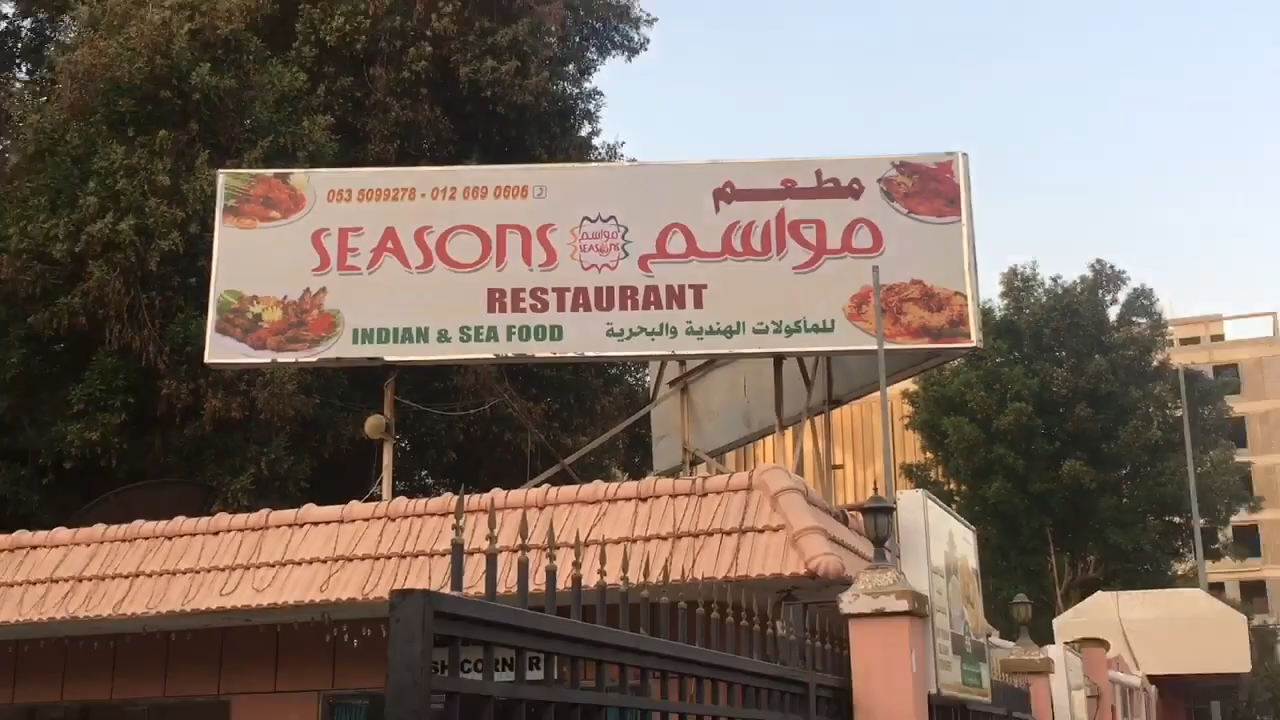 053 5099278 - 012 669 0606
مطعم
SEASONS
مواسم
SEASONS
مواسم
RESTAURANT
INDIAN & SEA FOOD
للمأكولات الهندية والبحرية
SH CORNER